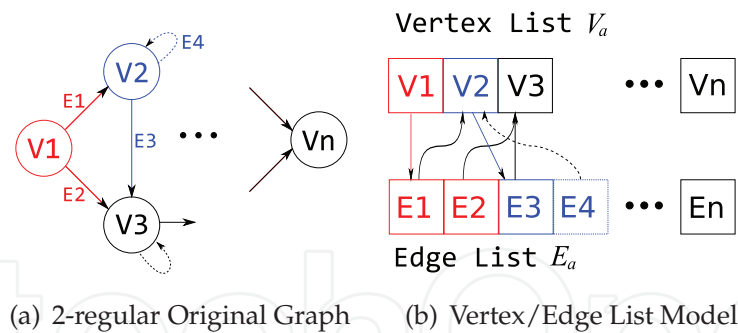 Vertex List Va
E4
V2
E1
V1
E3
•••
Vn
E2
V3
V1 V2 V3 ••• Vn
E1 E2 E3 E4 ••• En
Edge List Ea
(a) 2-regular Original Graph
(b) Vertex/Edge List Model